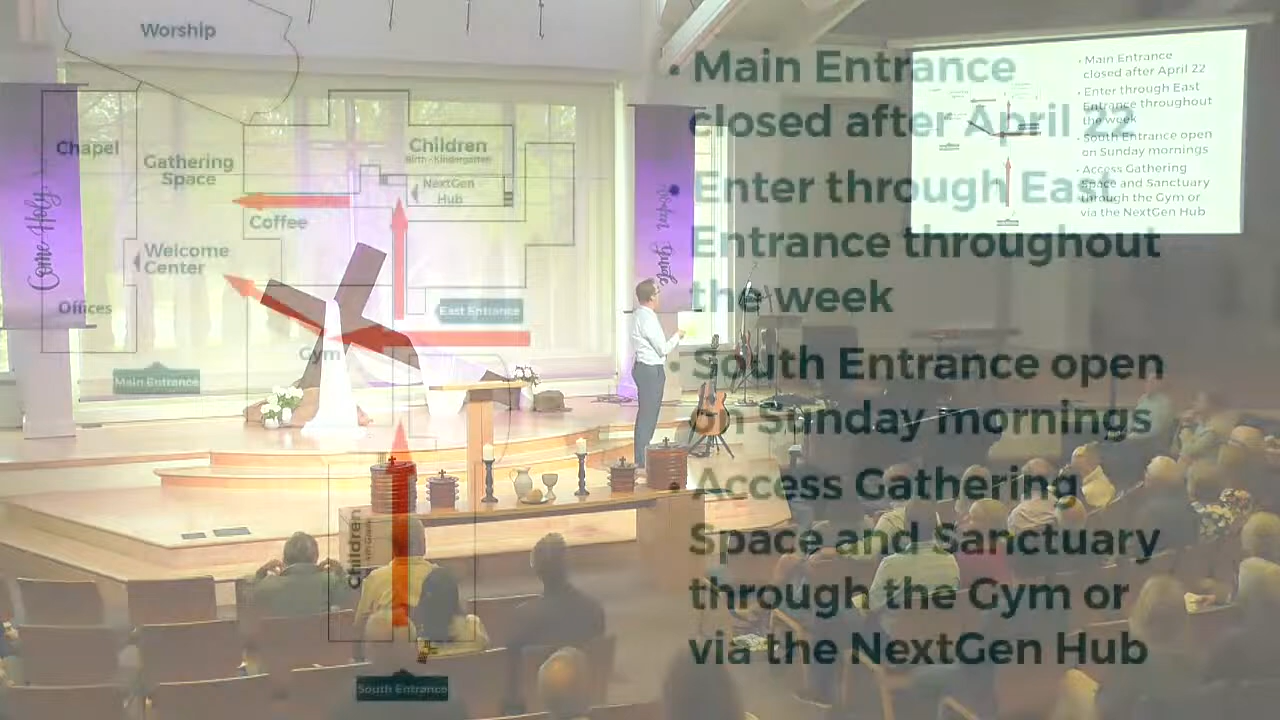 Worship
Chapel
Gathering
Space
Children
Birth - Kindergarten
NextGen
Hub
Coffee
Welcome
Center
Offices
East Entrance
Gym
Main Entrance
Children
South Entrance
• Main Entrance
closed after April 22
• Enter through East
Entrance throughout
the week
• South Entrance open
on Sunday mornings
• Access Gathering
Space and Sanctuary
through the Gym or
via the NextGen Hub
Come Holy
• Main Entrance
closed after April 22
• Enter through East
Entrance throughout
the week
• South Entrance open
on Sunday mornings
• Access Gathering
Space and Sanctuary
through the Gym or
via the NextGen Hub